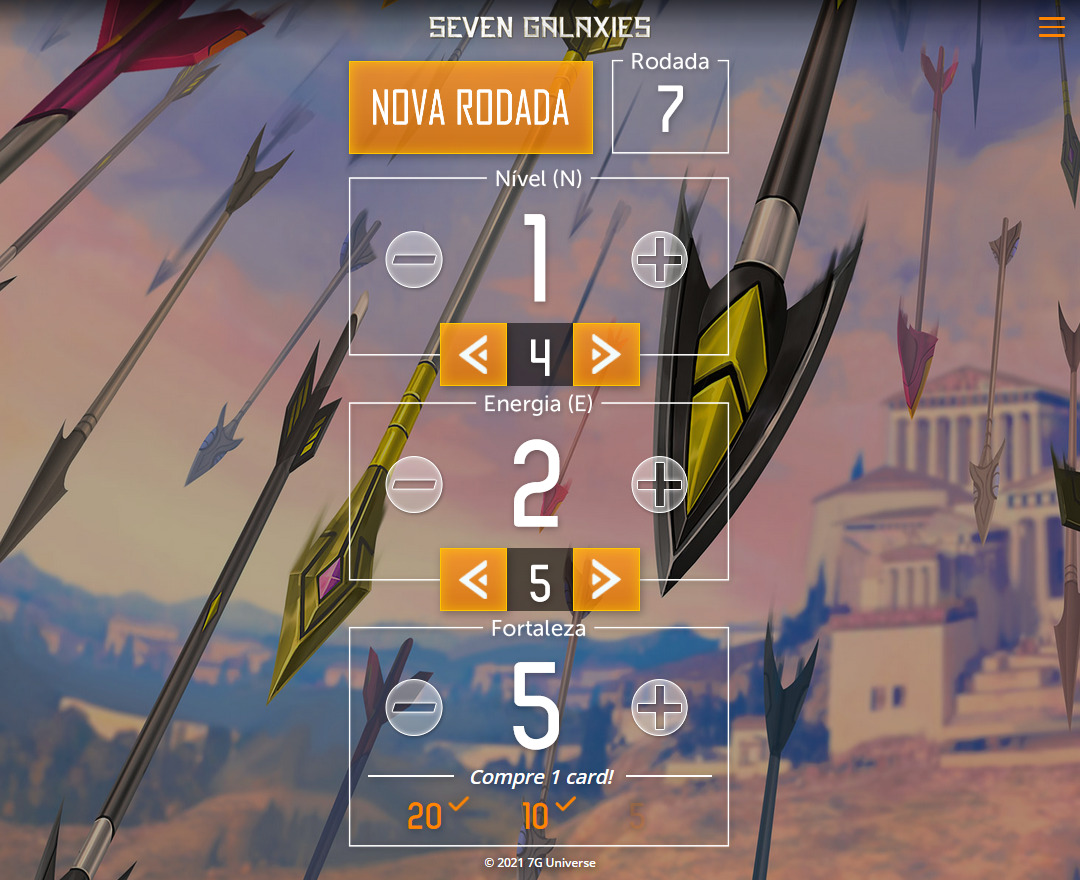 SEVEN GALAXIES
NOVA RODADA
Rodada
7
Nível (N)
1
4
Energia (E)
2
5
Fortaleza
5
Compre 1 card!
20 10 5
© 2021 7G Universe